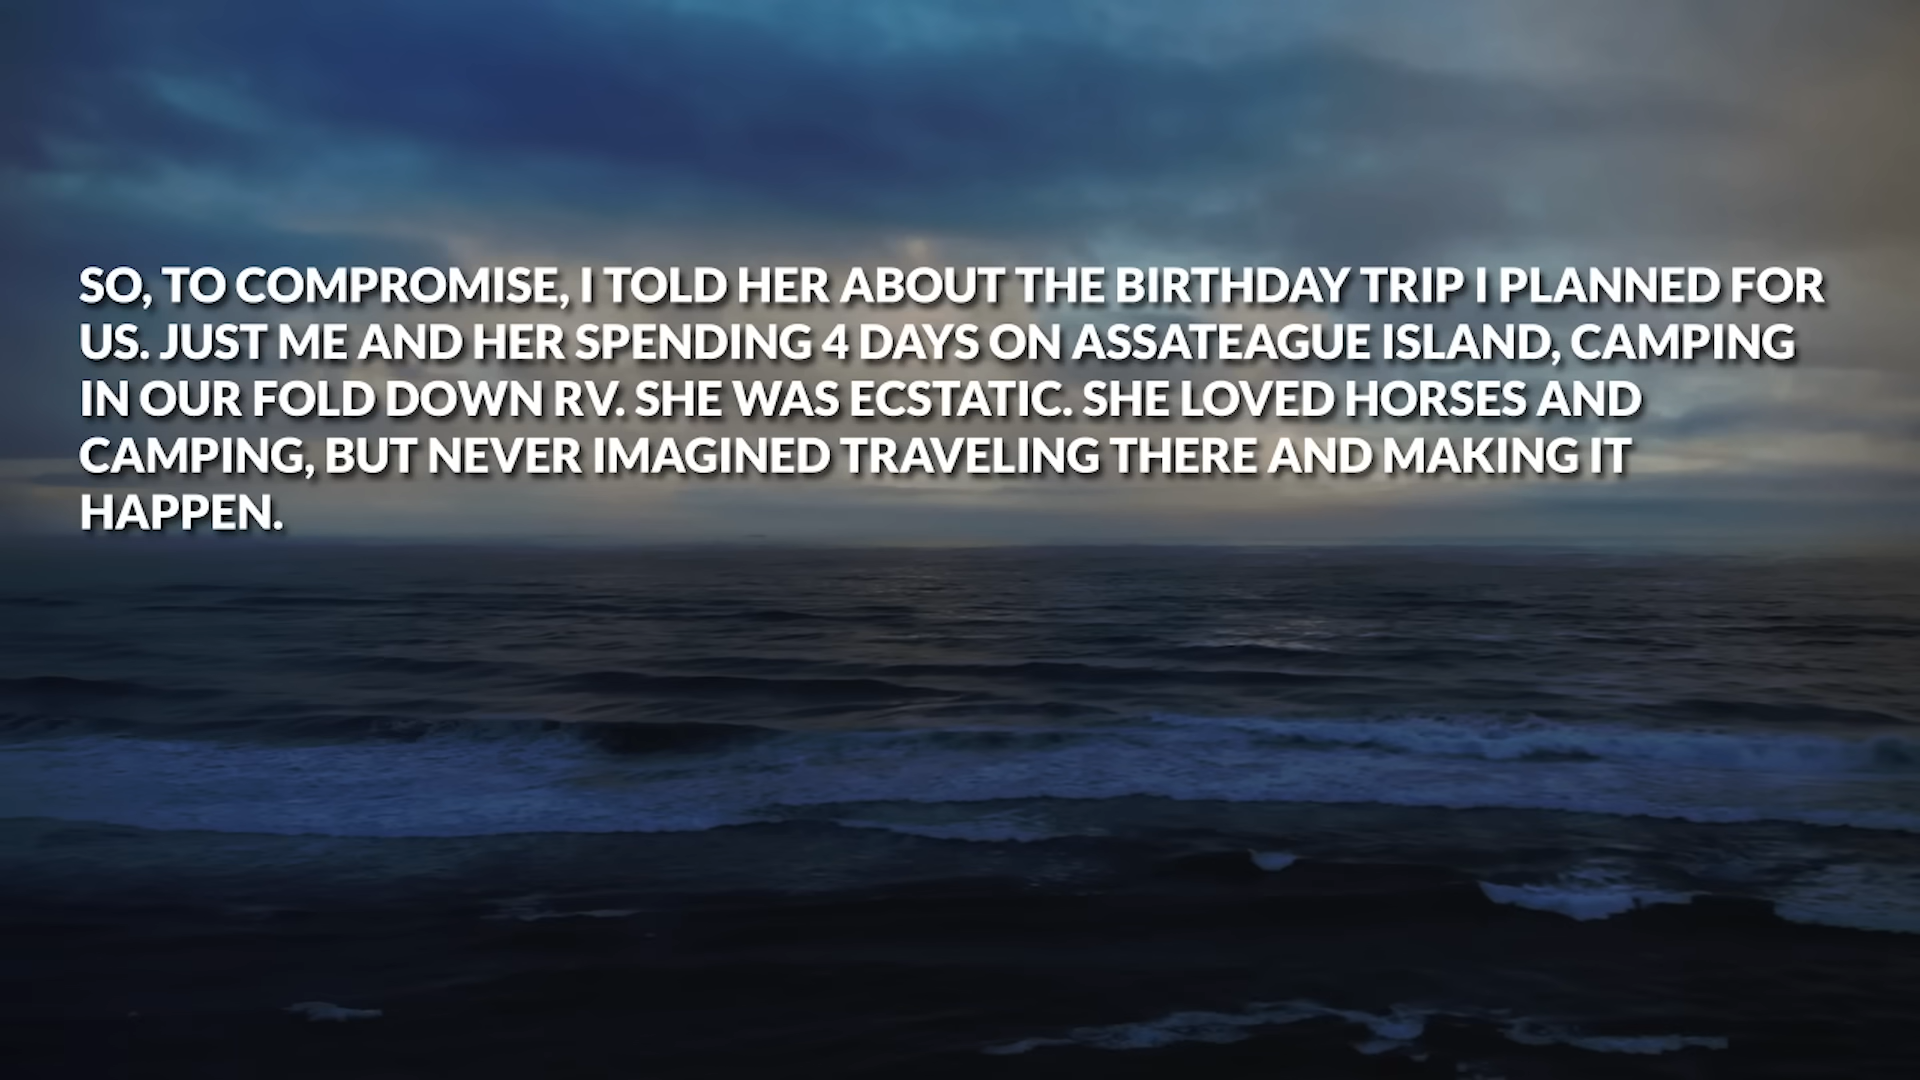 SO, TO COMPROMISE, I TOLD HER ABOUT THE BIRTHDAY TRIP I PLANNED FOR
US. JUST ME AND HER SPENDING 4 DAYS ON ASSATEAGUE ISLAND, CAMPING
IN OUR FOLD DOWN RV. SHE WAS ECSTATIC. SHE LOVED HORSES AND
CAMPING, BUT NEVER IMAGINED TRAVELING THERE AND MAKING IT
HAPPEN.